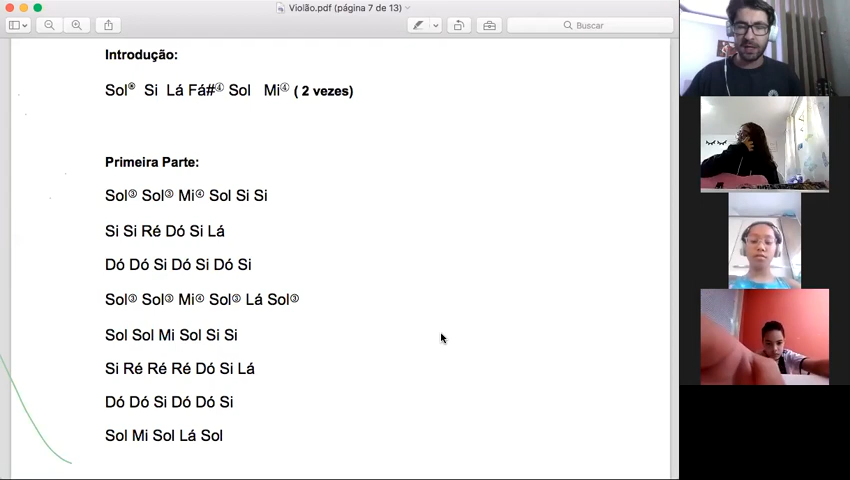 Violão.pdf (página 7 de 13)
Buscar
Introdução:
Sol④ Si Lá Fá#④ Sol Mi④ ( 2 vezes)
Primeira Parte:
Sol③ Sol③ Mi④ Sol Si Si
Si Si Ré Dó Si Lá
Dó Dó Si Dó Si Dó Si
Sol③ Sol③ Mi④ Sol③ Lá Sol③
Sol Sol Mi Sol Si Si
Si Ré Ré Ré Dó Si Lá
Dó Dó Si Dó Dó Si
Sol Mi Sol Lá Sol